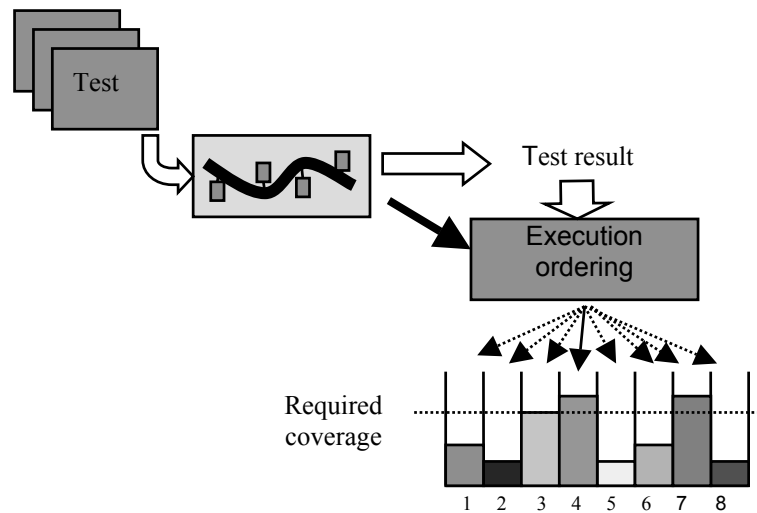 Test
Test result
Execution
ordering
Required
coverage
1 2 3 4 5 6 7 8